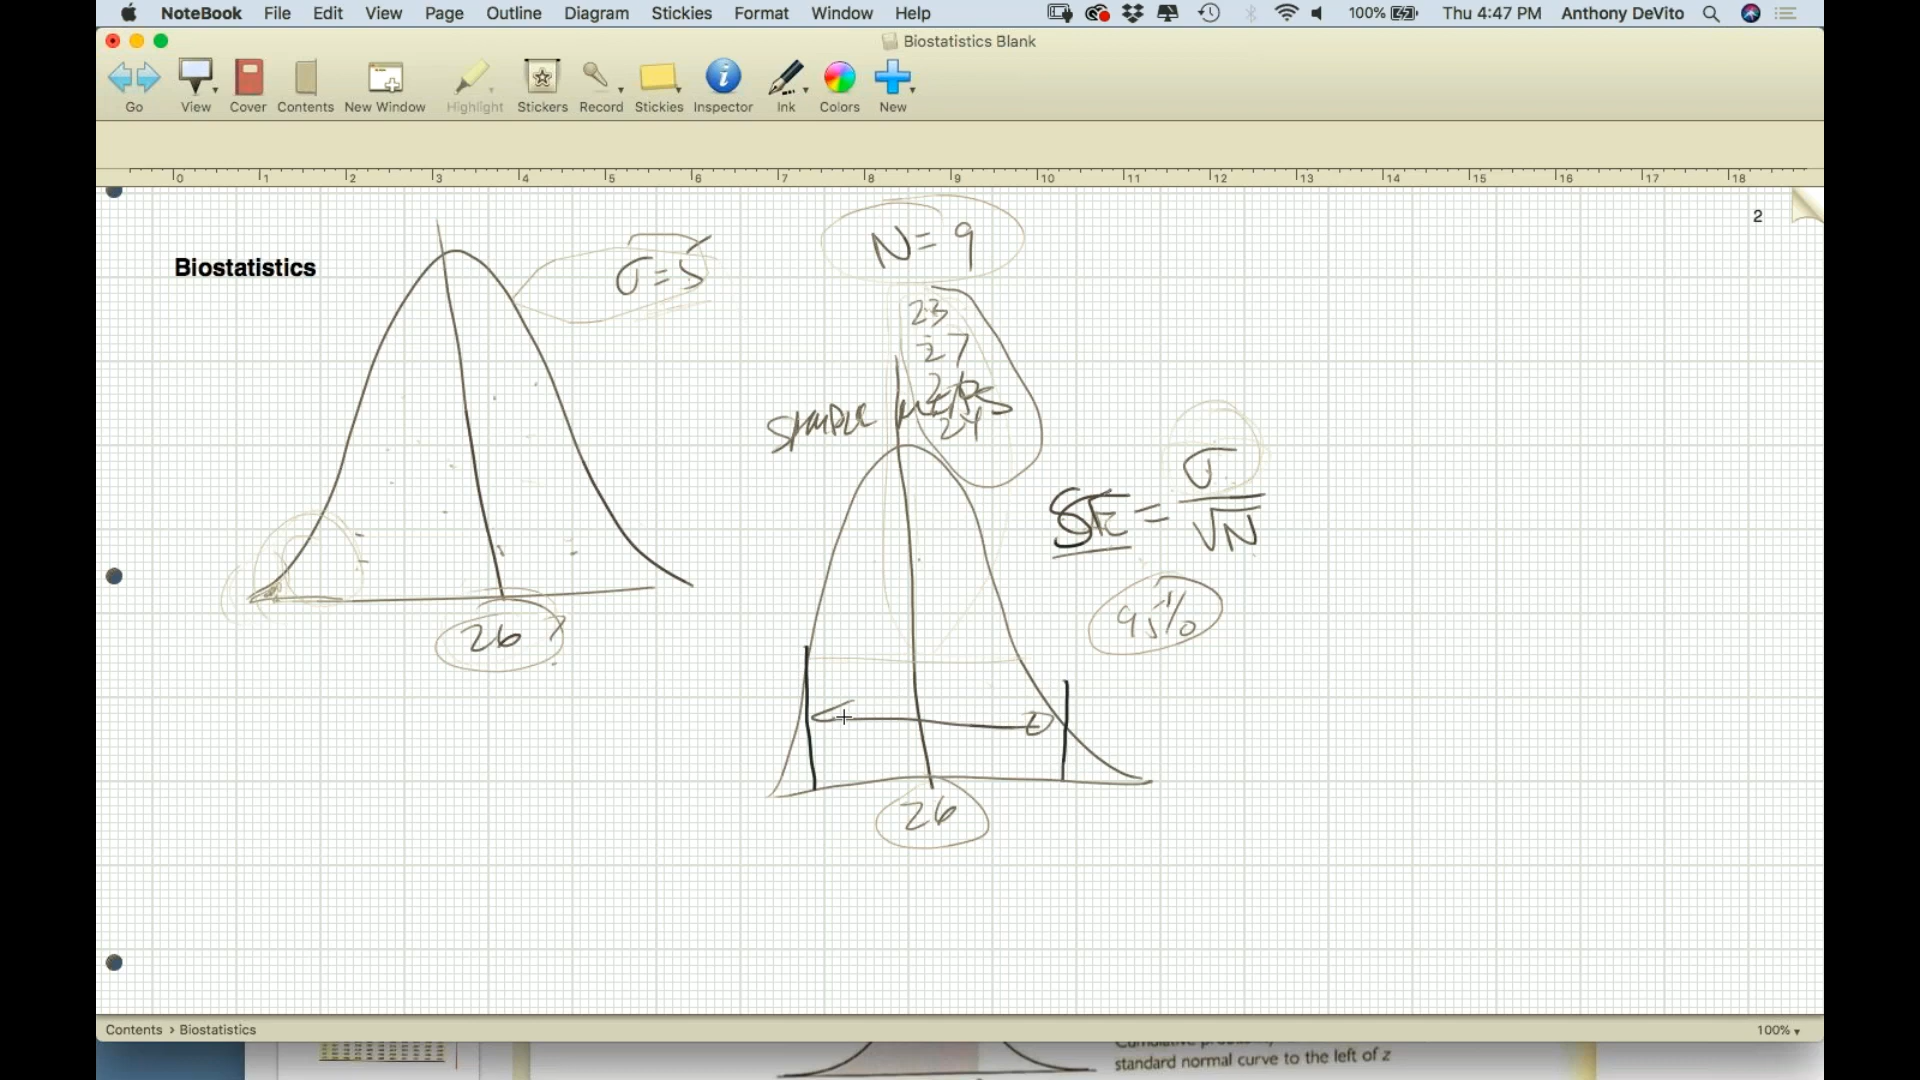 NoteBook File Edit View Page Outline Diagram Stickies Format Window Help 100% Thu 4:47 PM Anthony DeVito
Biostatistics Blank
Go View Cover Contents New Window Highlight Stickers Record Stickies Inspector Ink Colors New
0 1 2 3 4 5 6 7 8 9 10 11 12 13 14 15 16 17 18
2
Biostatistics
σ = 5
N = 9
23
27
24
SAMPLE MEANS
SE = σ / √N
95%
26 ?
26
Contents › Biostatistics 100%
standard normal curve to the left of z